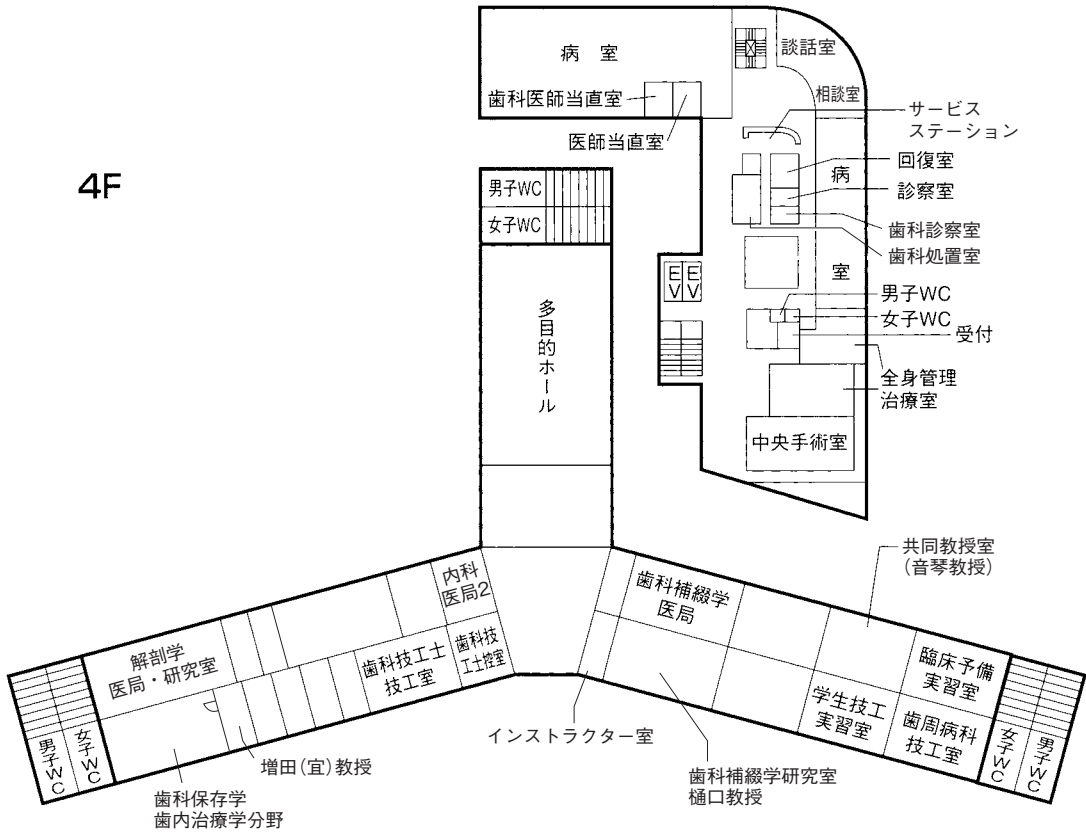 4F
病室
談話室
歯科医師当直室
相談室
サービス
ステーション
医師当直室
回復室
病室
診察室
歯科診察室
歯科処置室
男子WC
女子WC
EV
EV
男子WC
女子WC
受付
多目的ホール
全身管理
治療室
中央手術室
共同教授室
(音琴教授)
内科
医局2
歯科補綴学
医局
解剖学
医局・研究室
歯科技工士
技工室
歯科技
工士控室
臨床予備
実習室
学生技工
実習室
歯周病科
技工室
男子WC
女子WC
女子WC
男子WC
インストラクター室
増田(宜)教授
歯科補綴学研究室
樋口教授
歯科保存学
歯内治療学分野